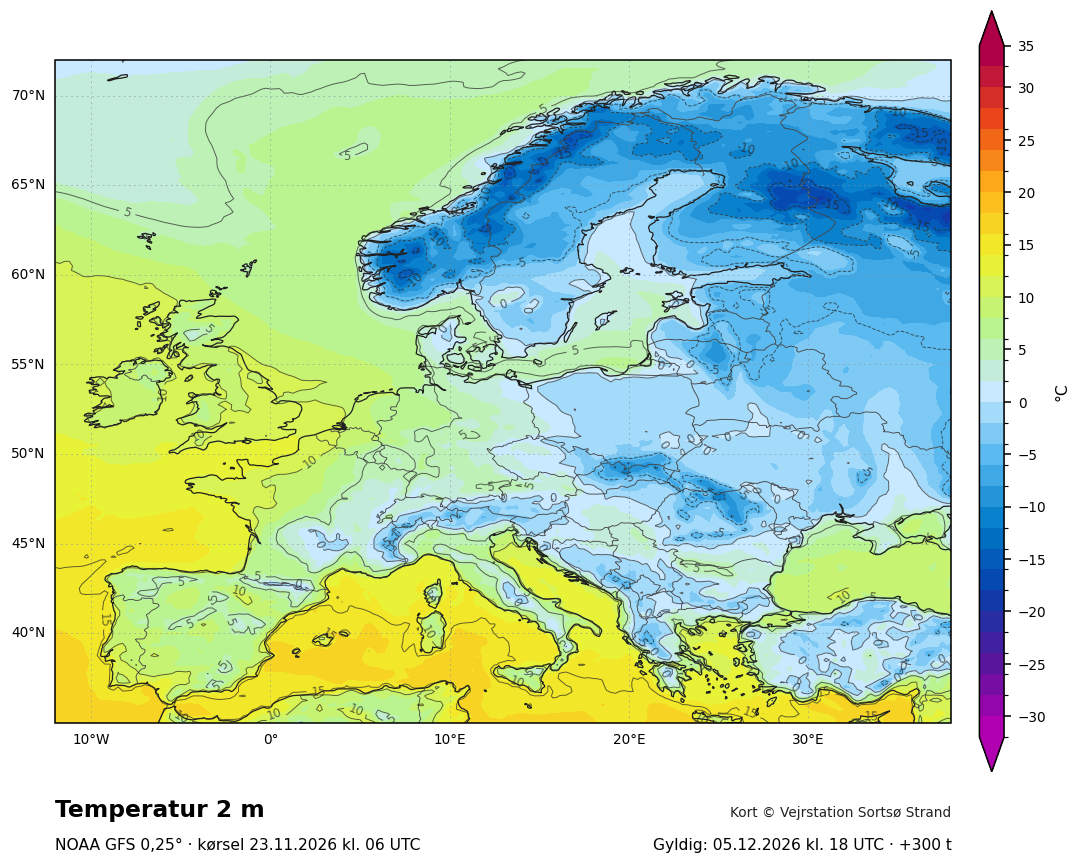 35
30
25
20
15
10
5
0
−5
−10
−15
−20
−25
−30
°C
70°N
65°N
60°N
55°N
50°N
45°N
40°N
10°W 0° 10°E 20°E 30°E
Temperatur 2 m
Kort © Vejrstation Sortsø Strand
NOAA GFS 0,25° · kørsel 23.11.2026 kl. 06 UTC
Gyldig: 05.12.2026 kl. 18 UTC · +300 t